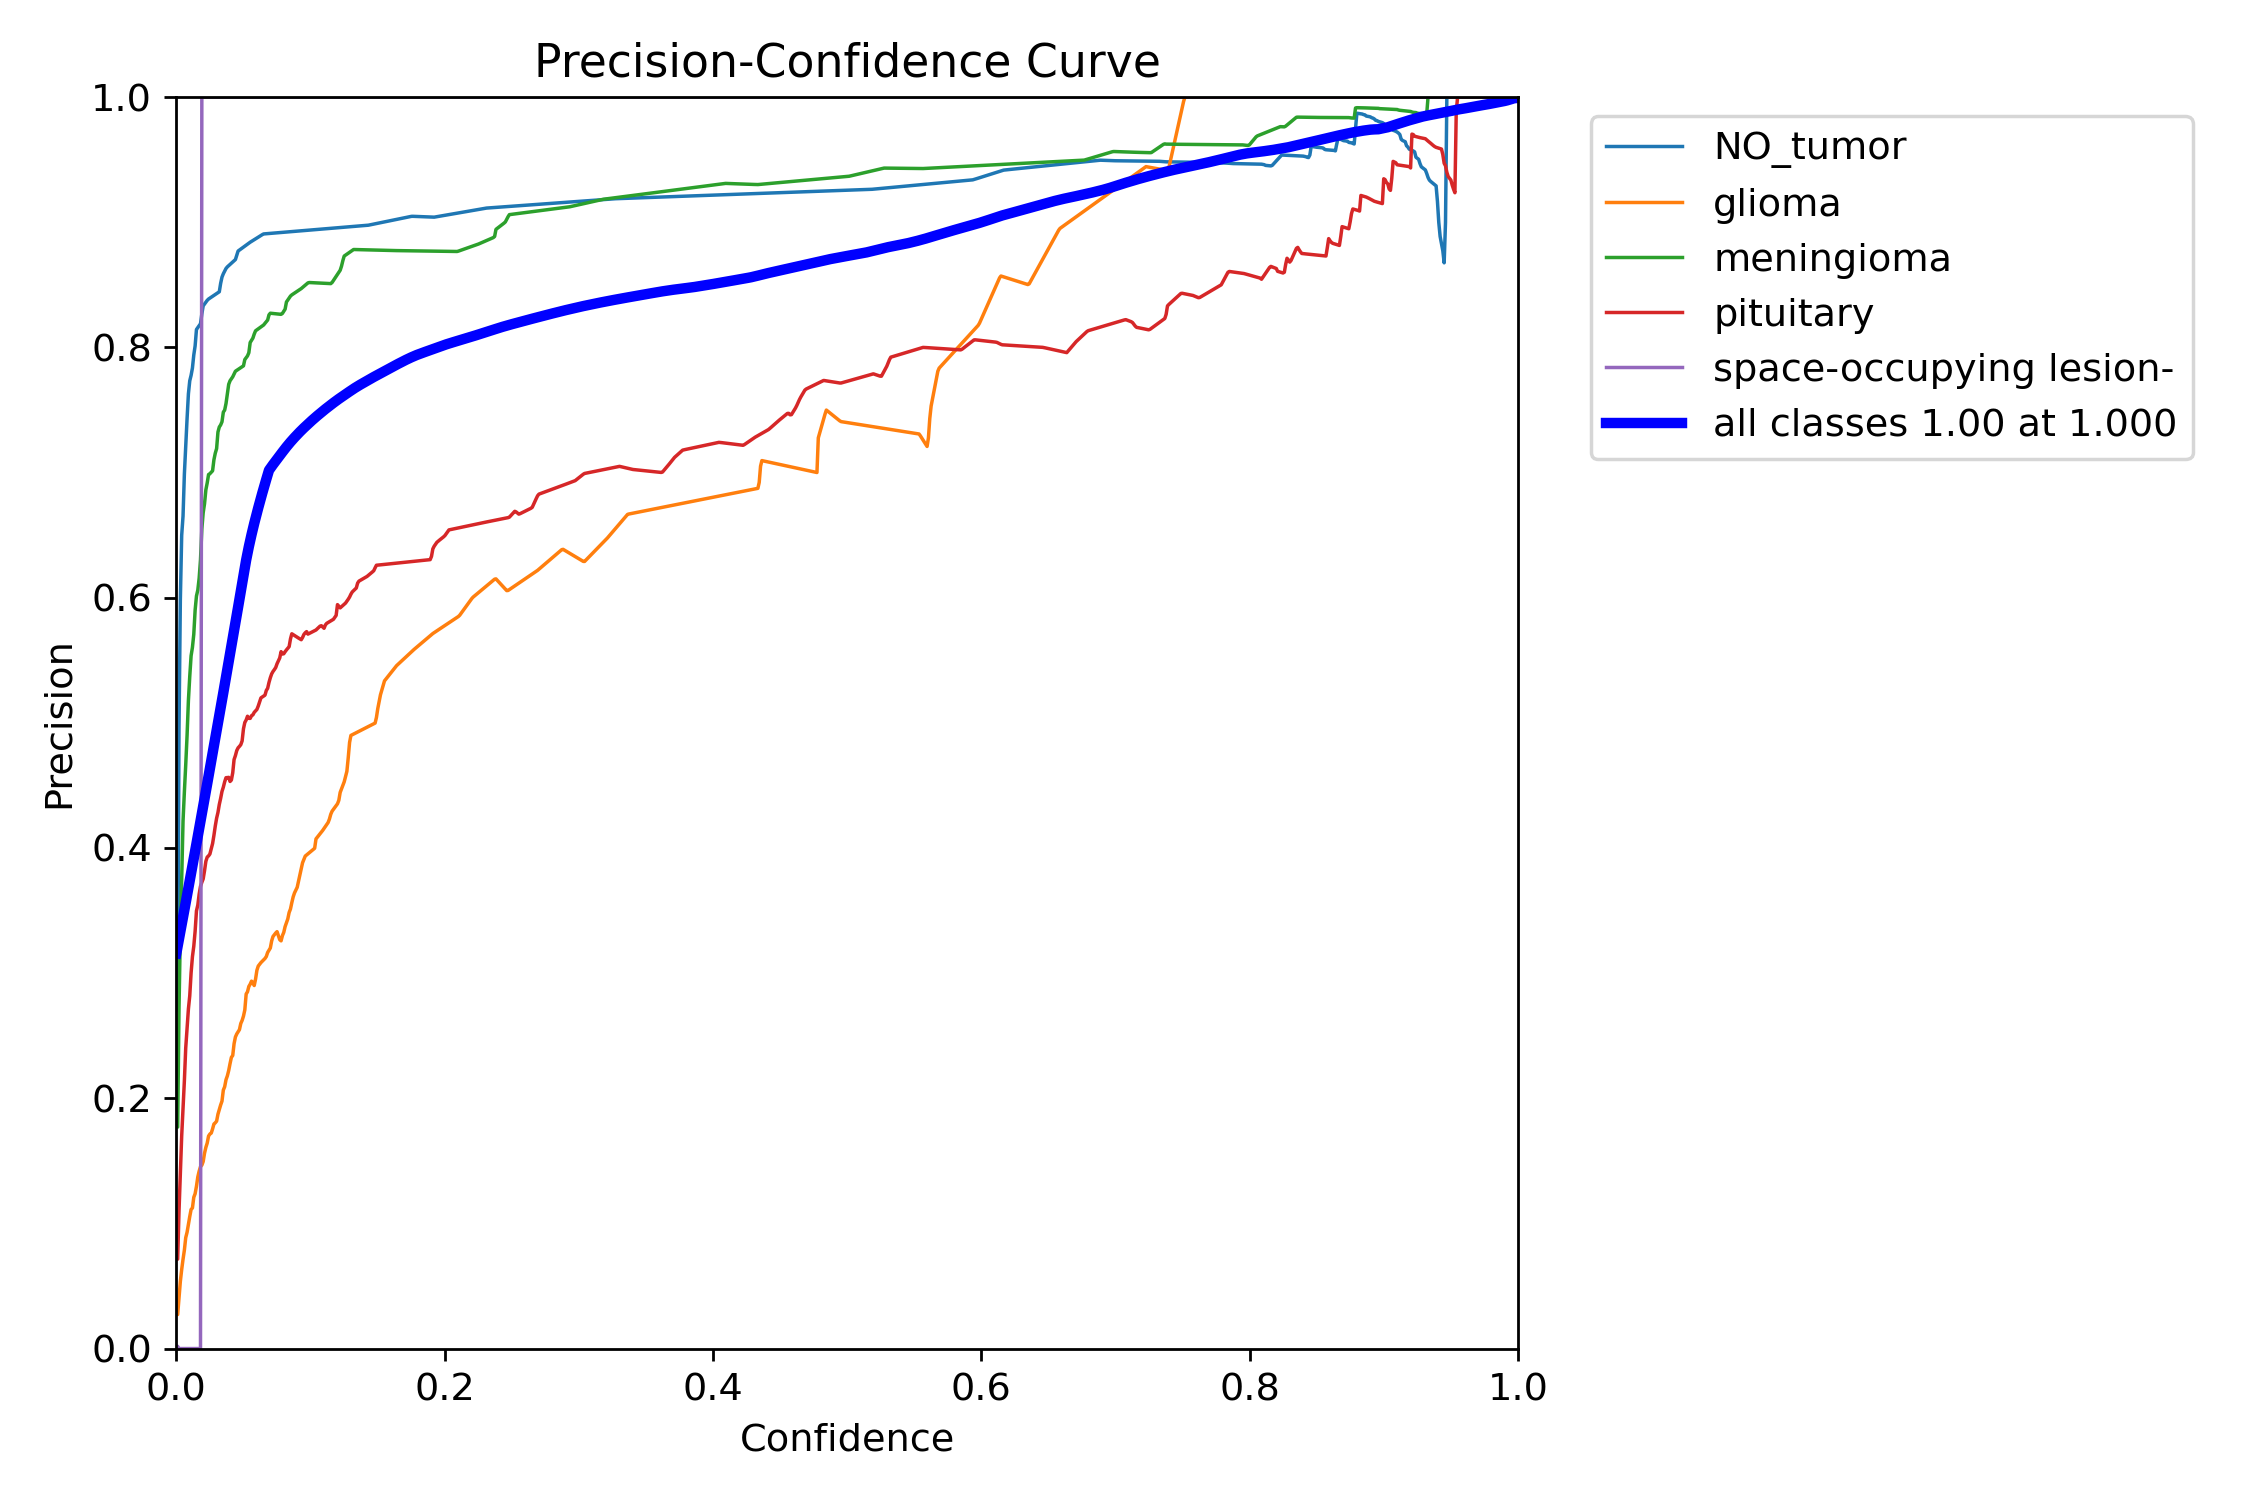 Precision-Confidence Curve
1.0
0.8
0.6
0.4
0.2
0.0
Precision
0.0 0.2 0.4 0.6 0.8 1.0
Confidence
NO_tumor
glioma
meningioma
pituitary
space-occupying lesion-
all classes 1.00 at 1.000